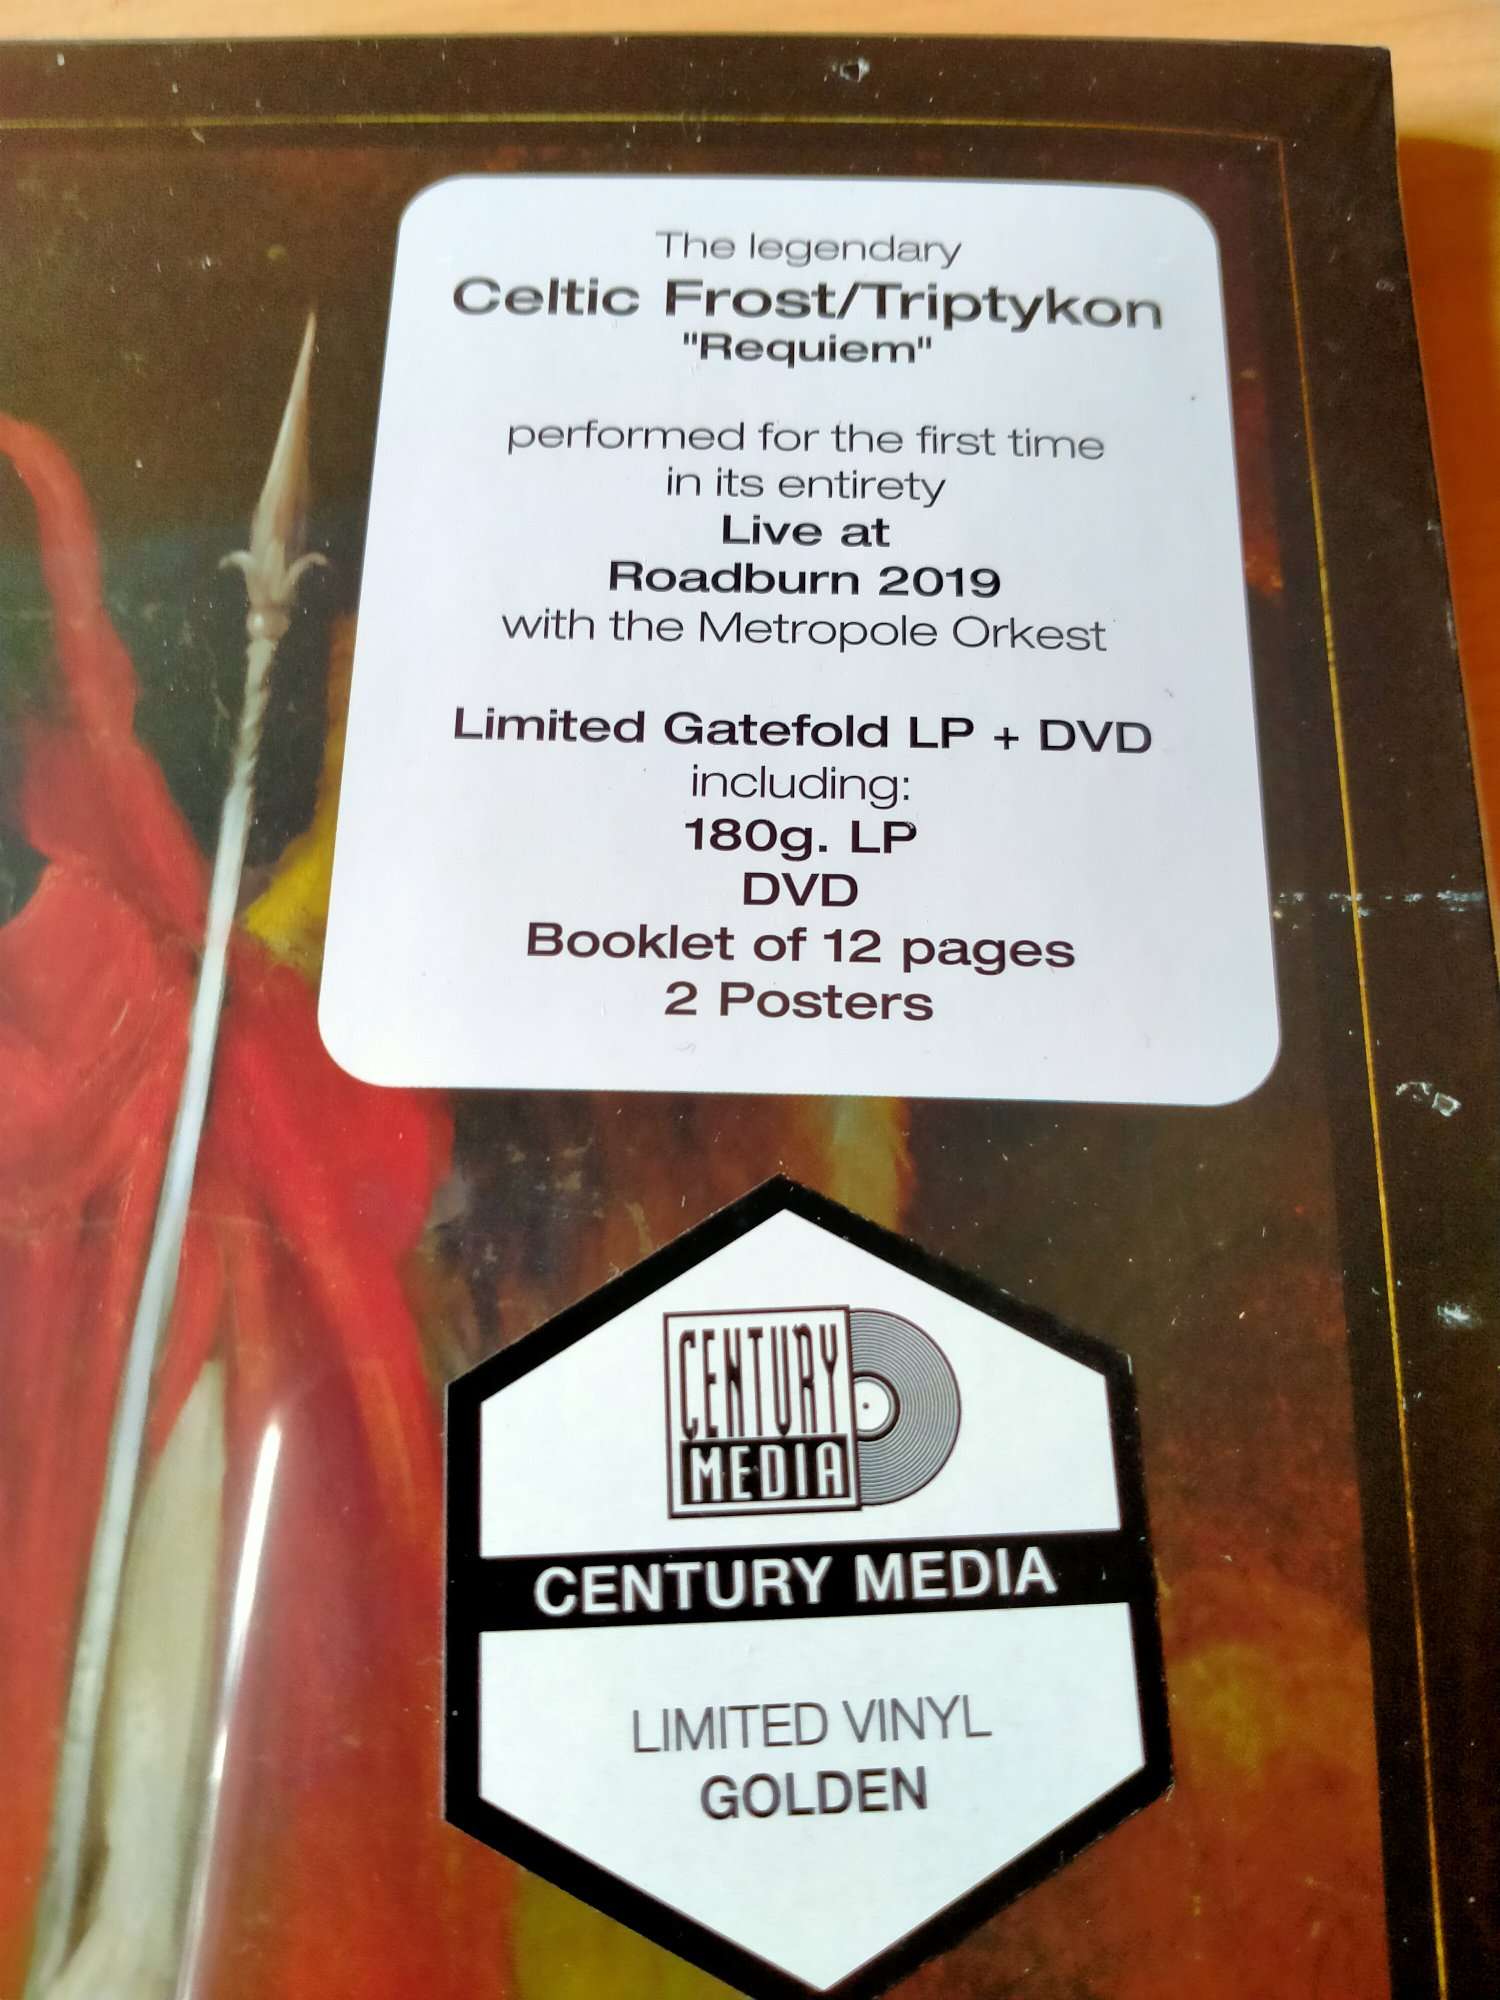 The legendary
Celtic Frost/Triptykon
"Requiem"
performed for the first time
in its entirety
Live at
Roadburn 2019
with the Metropole Orkest
Limited Gatefold LP + DVD
including:
180g. LP
DVD
Booklet of 12 pages
2 Posters
CENTURY
MEDIA
CENTURY MEDIA
LIMITED VINYL
GOLDEN